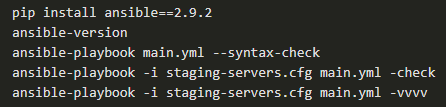 pip install ansible==2.9.2
ansible-version
ansible-playbook main.yml --syntax-check
ansible-playbook -i staging-servers.cfg main.yml -check
ansible-playbook -i staging-servers.cfg main.yml -vvvv